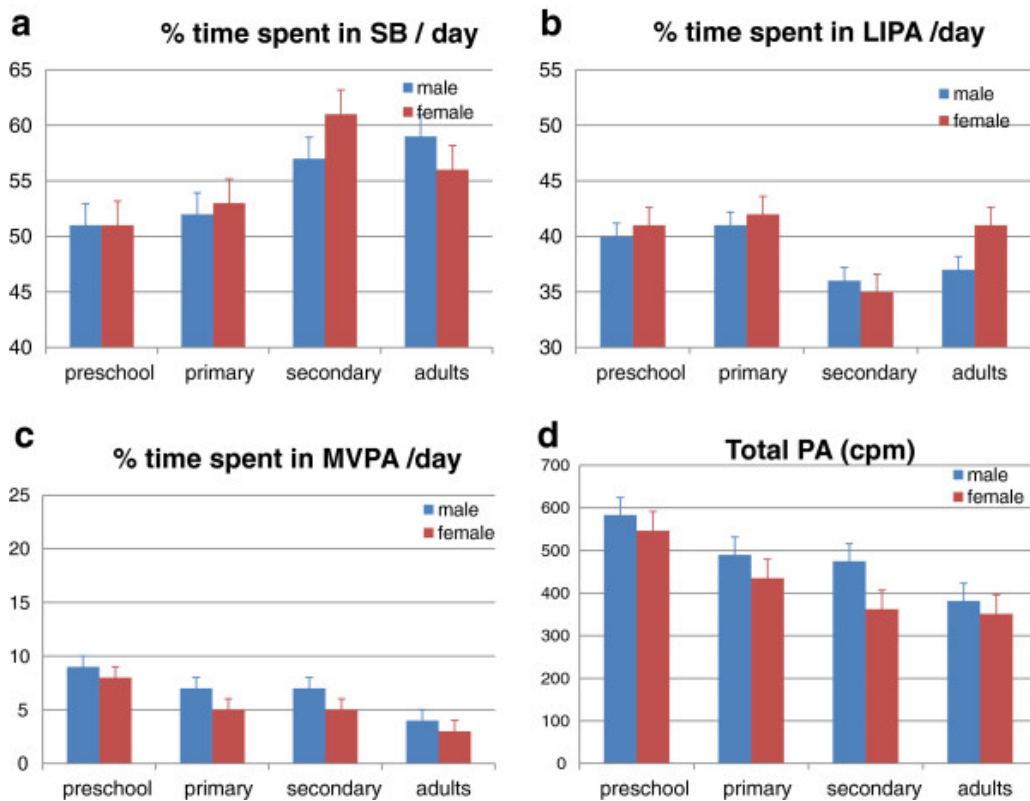 a
% time spent in SB / day
65
60
55
50
45
40
male
female
preschool primary secondary adults
b
% time spent in LIPA /day
55
50
45
40
35
30
male
female
preschool primary secondary adults
c
% time spent in MVPA /day
25
20
15
10
5
0
male
female
preschool primary secondary adults
d
Total PA (cpm)
700
600
500
400
300
200
100
0
male
female
preschool primary secondary adults